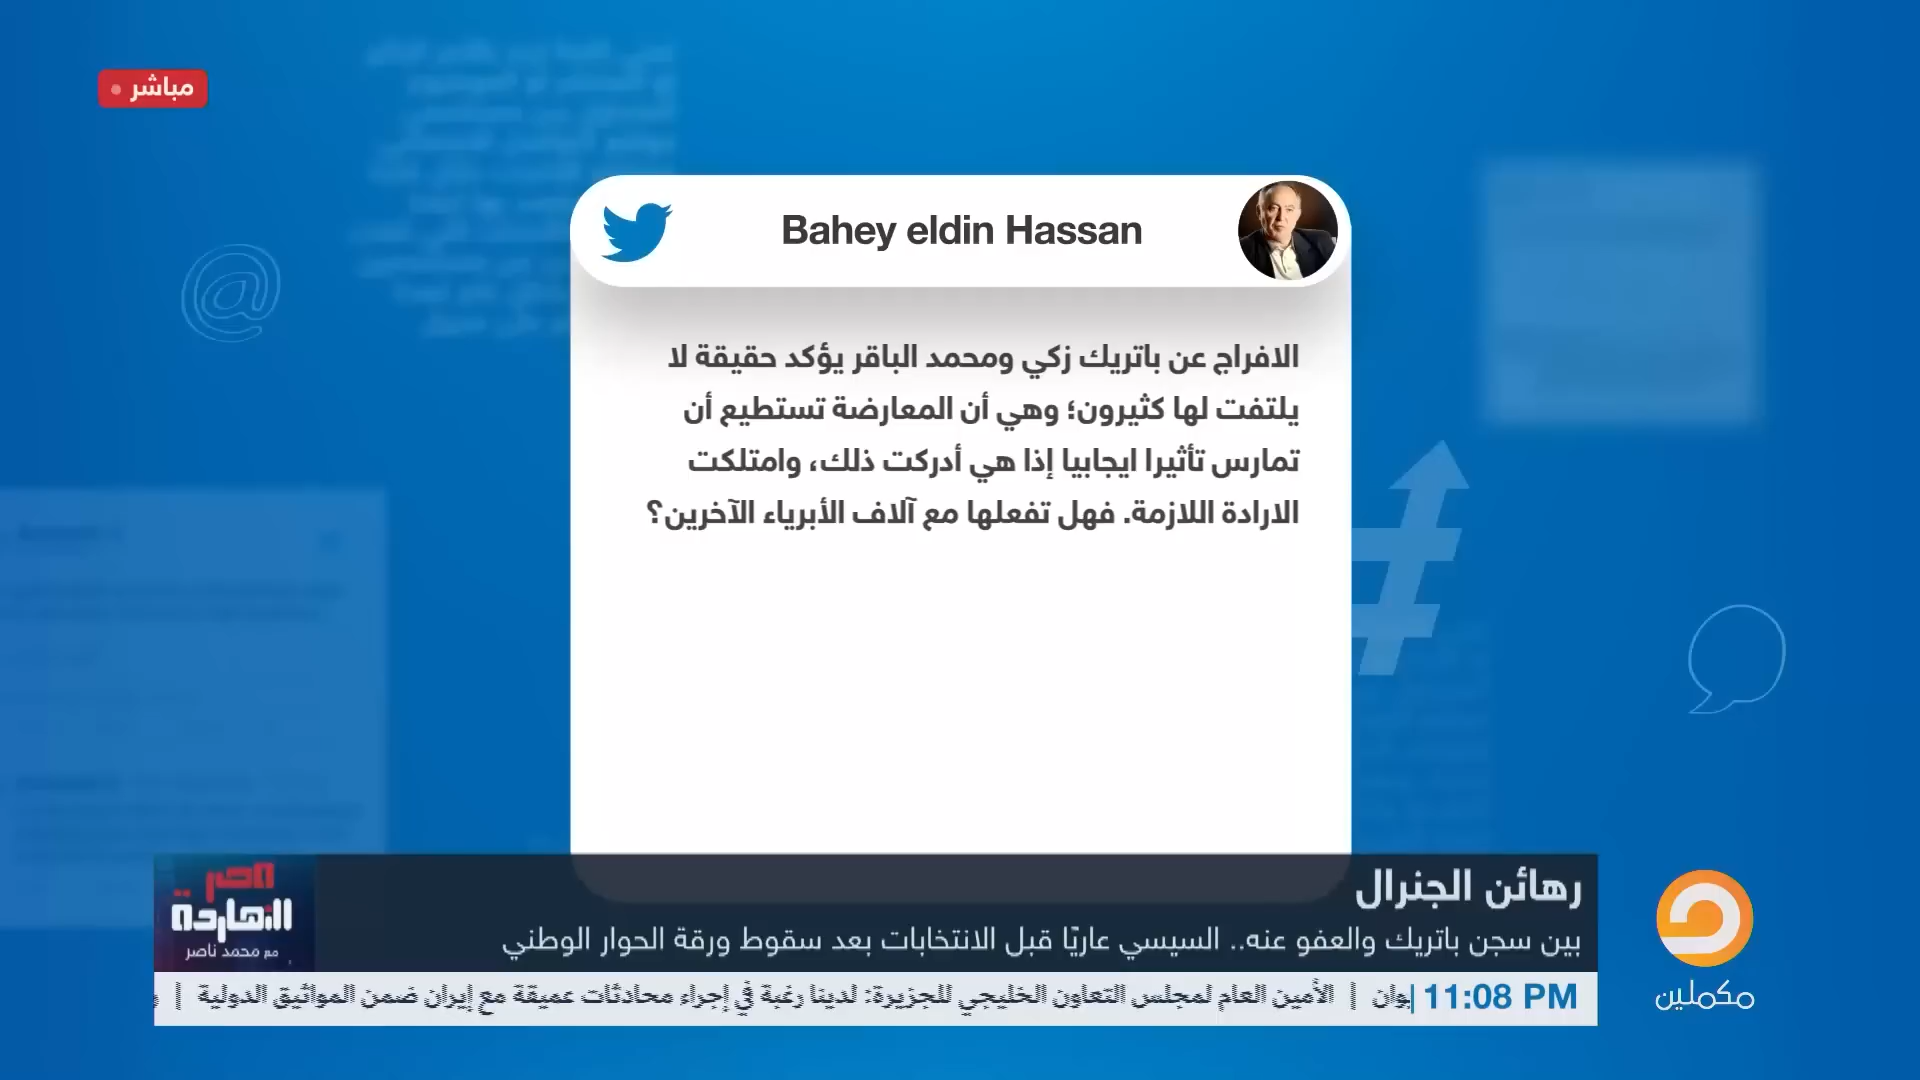 مباشر
Bahey eldin Hassan
الافراج عن باتريك زكي ومحمد الباقر يؤكد حقيقة لا
يلتفت لها كثيرون؛ وهي أن المعارضة تستطيع أن
تمارس تأثيرا ايجابيا إذا هي أدركت ذلك، وامتلكت
الارادة اللازمة. فهل تفعلها مع آلاف الأبرياء الآخرين؟
رهائن الجنرال
بين سجن باتريك والعفو عنه.. السيسي عاريًا قبل الانتخابات بعد سقوط ورقة الحوار الوطني
مصر
النهاردة
مع محمد ناصر
11:08 PM
يوان | الأمين العام لمجلس التعاون الخليجي للجزيرة: لدينا رغبة في إجراء محادثات عميقة مع إيران ضمن المواثيق الدولية |
مكملين